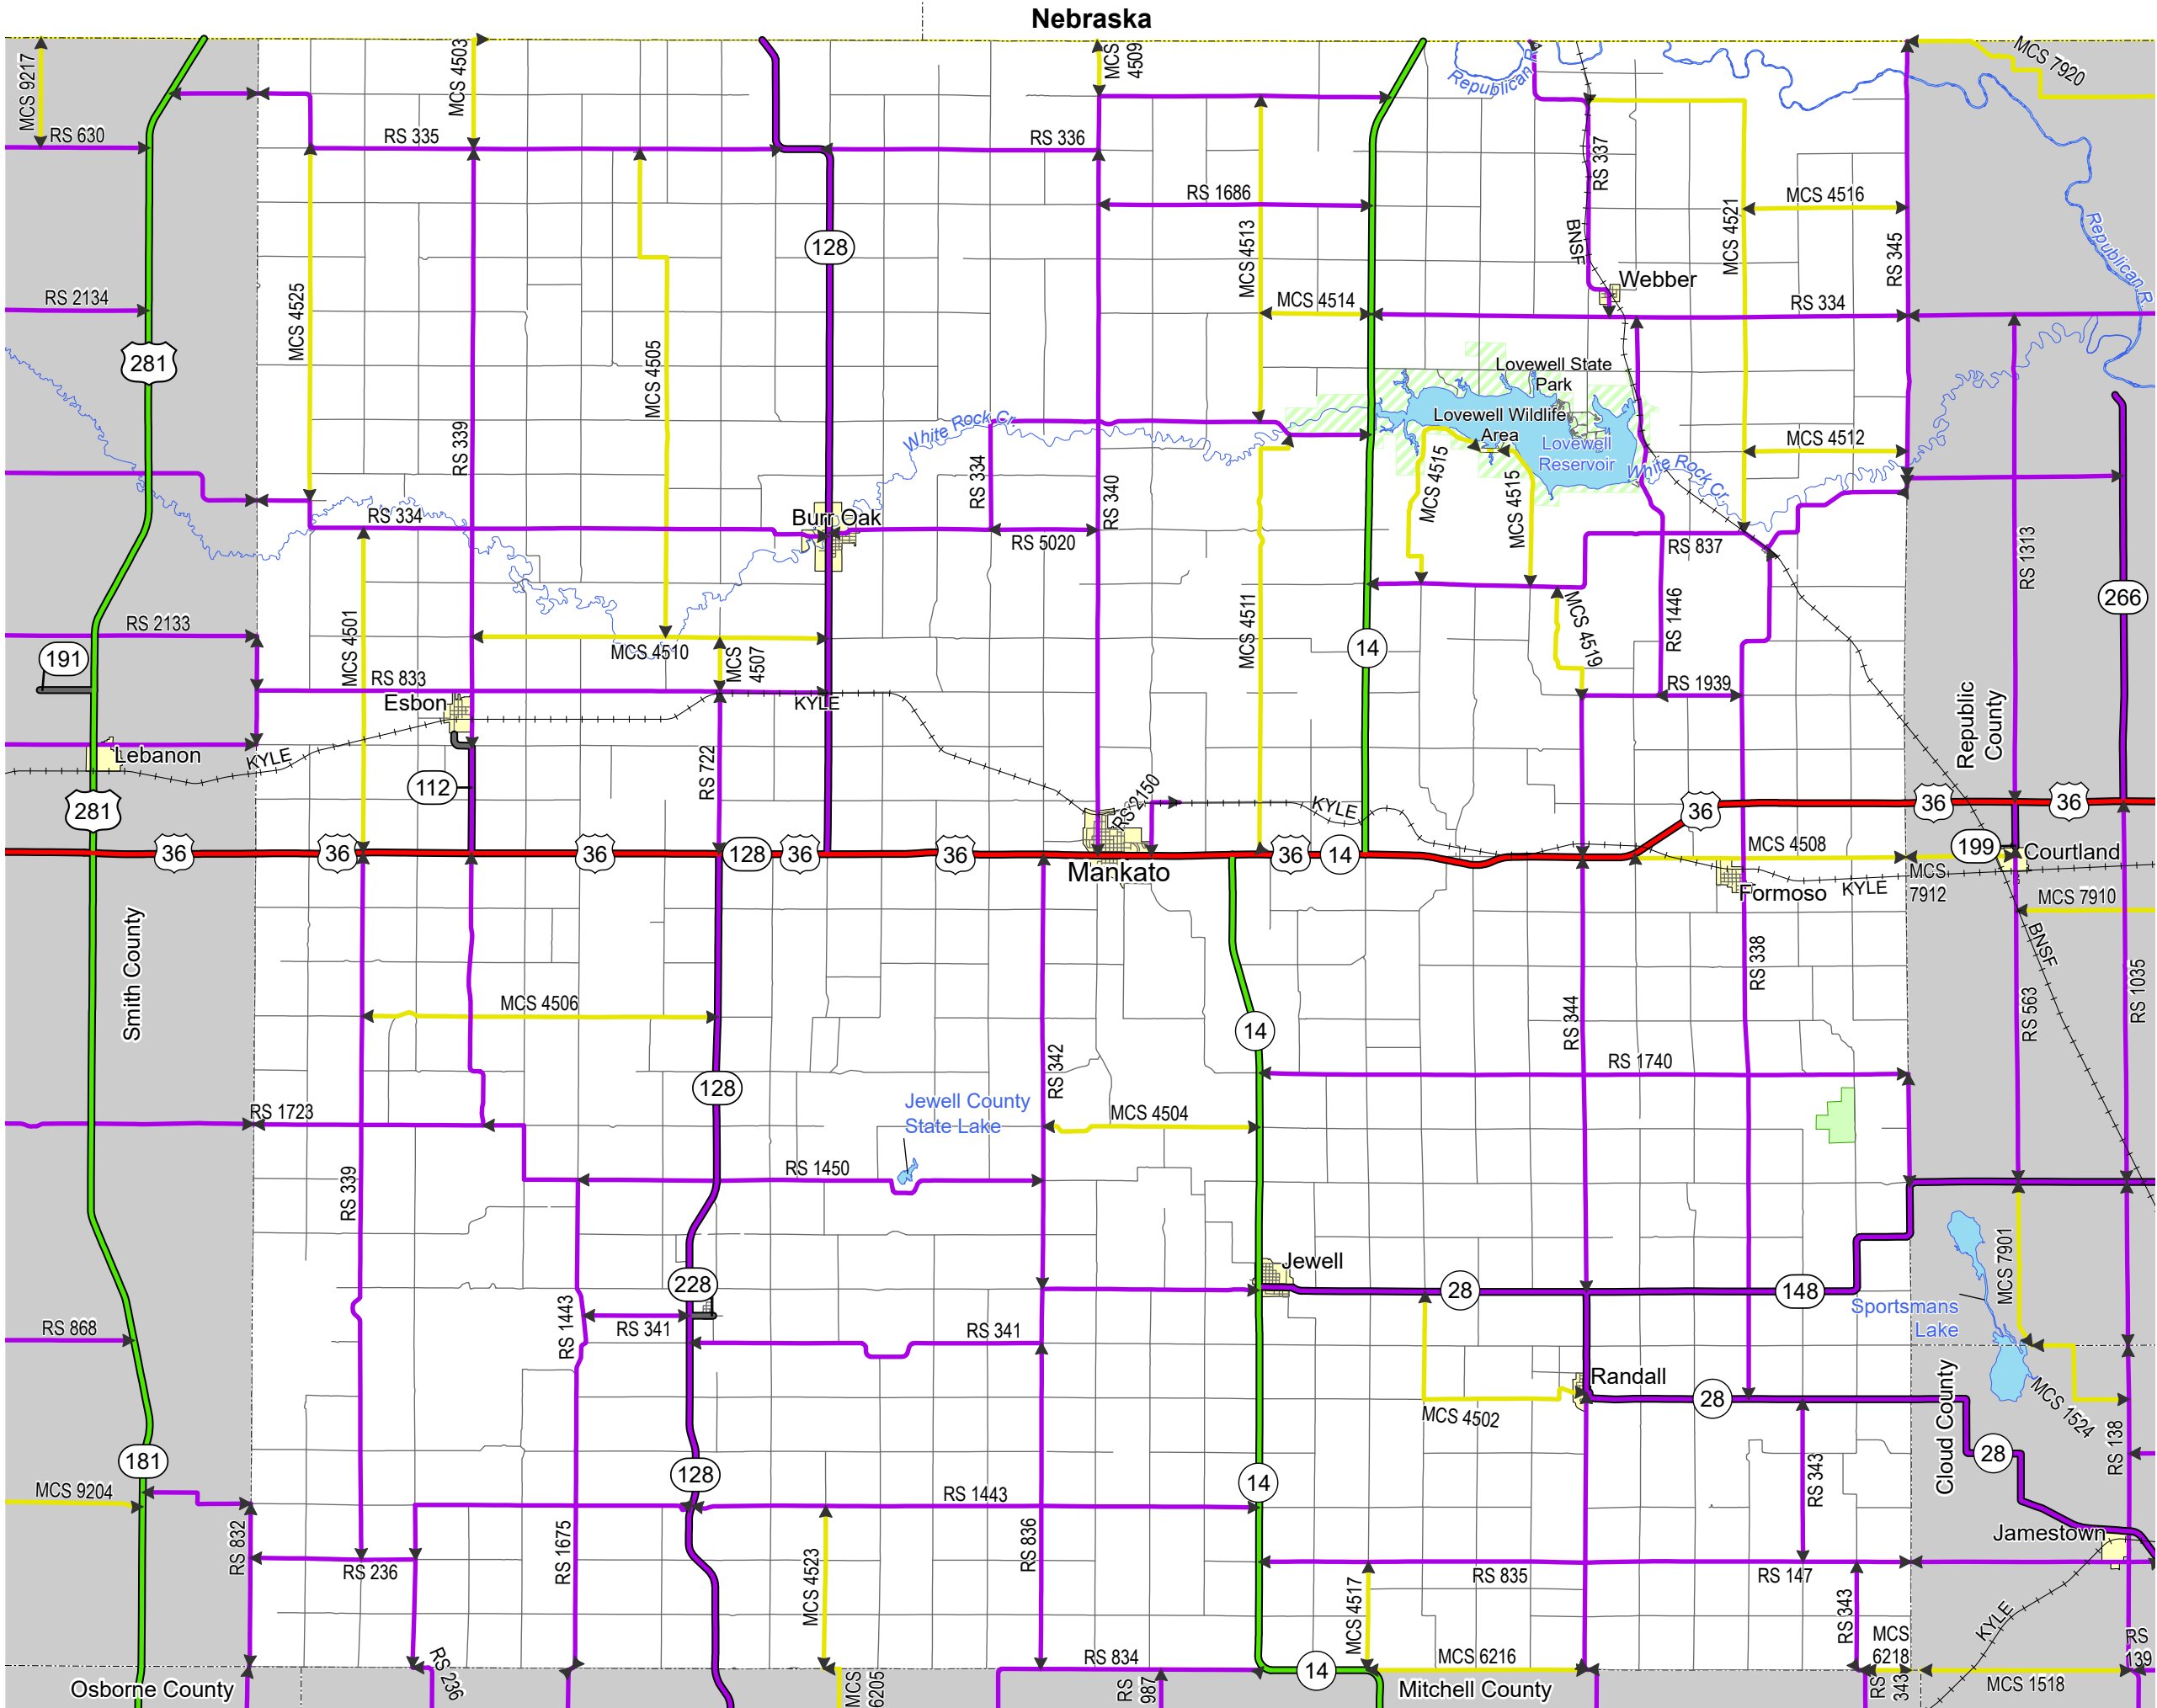 Nebraska
MCS 9217
MCS 4503
MCS
4509
Republican R.
MCS 7920
RS 630
RS 335
RS 336
RS 337
RS 1686
MCS 4516
128
MCS 4513
BNSF
MCS 4521
RS 345
Republican R.
Webber
RS 2134
MCS 4525
MCS 4514
RS 334
281
MCS 4505
Lovewell State
Park
Lovewell Wildlife
Area
Lovewell
Reservoir
White Rock Cr.
RS 339
MCS 4512
MCS 4515
MCS 4515
White Rock Cr.
RS 334
RS 340
RS 334
Burr Oak
RS 5020
RS 837
RS 1313
266
RS 2133
191
MCS 4501
MCS 4510
MCS
4507
MCS 4511
14
MCS 4519
RS 1446
RS 833
Esbon
KYLE
RS 1939
Republic
County
Lebanon
KYLE
112
RS 722
RS 2150
KYLE
281
36
36
36
36
36
128
36
36
36
36
14
MCS 4508
199
Courtland
Mankato
Formoso
KYLE
MCS
7912
MCS 7910
Smith County
BNSF
RS 338
MCS 4506
RS 344
RS 563
RS 1035
14
RS 342
RS 1740
128
Jewell County
State Lake
RS 1723
MCS 4504
RS 1450
RS 339
Jewell
MCS 7901
228
28
148
Sportsmans
Lake
RS 868
RS 1443
RS 341
RS 341
Randall
28
MCS 4502
Cloud County
MCS 1524
28
RS 138
181
128
14
RS 343
MCS 9204
RS 1443
Jamestown
RS 832
RS 236
RS 1675
MCS 4523
RS 836
RS 835
RS 147
MCS 4517
RS 343
KYLE
MCS
6218
RS
139
RS 236
RS 834
14
MCS 6216
Osborne County
MCS
6205
RS
987
Mitchell County
RS
343
MCS 1518